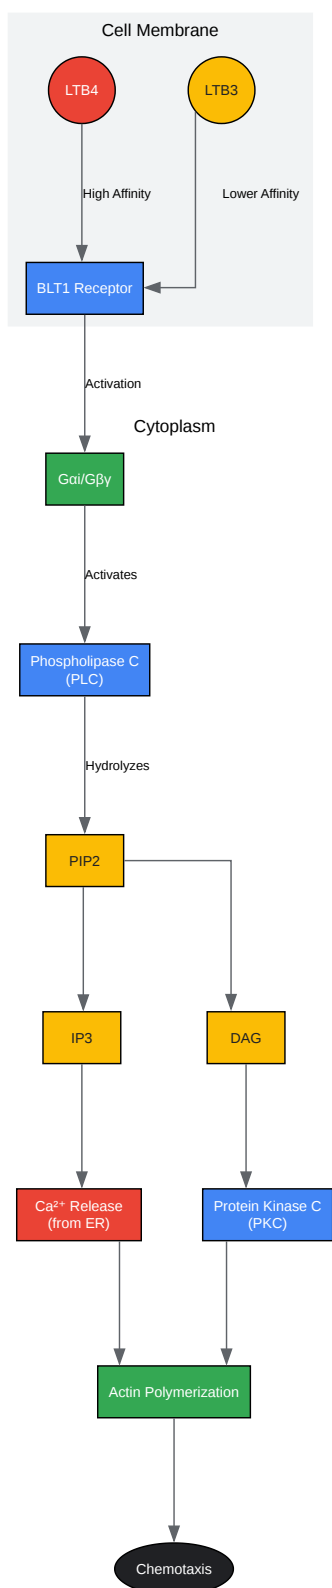 Cell Membrane
LTB4
LTB3
High Affinity
Lower Affinity
BLT1 Receptor
Activation
Cytoplasm
Gαi/Gβγ
Activates
Phospholipase C
(PLC)
Hydrolyzes
PIP2
IP3
DAG
Ca²⁺ Release
(from ER)
Protein Kinase C
(PKC)
Actin Polymerization
Chemotaxis